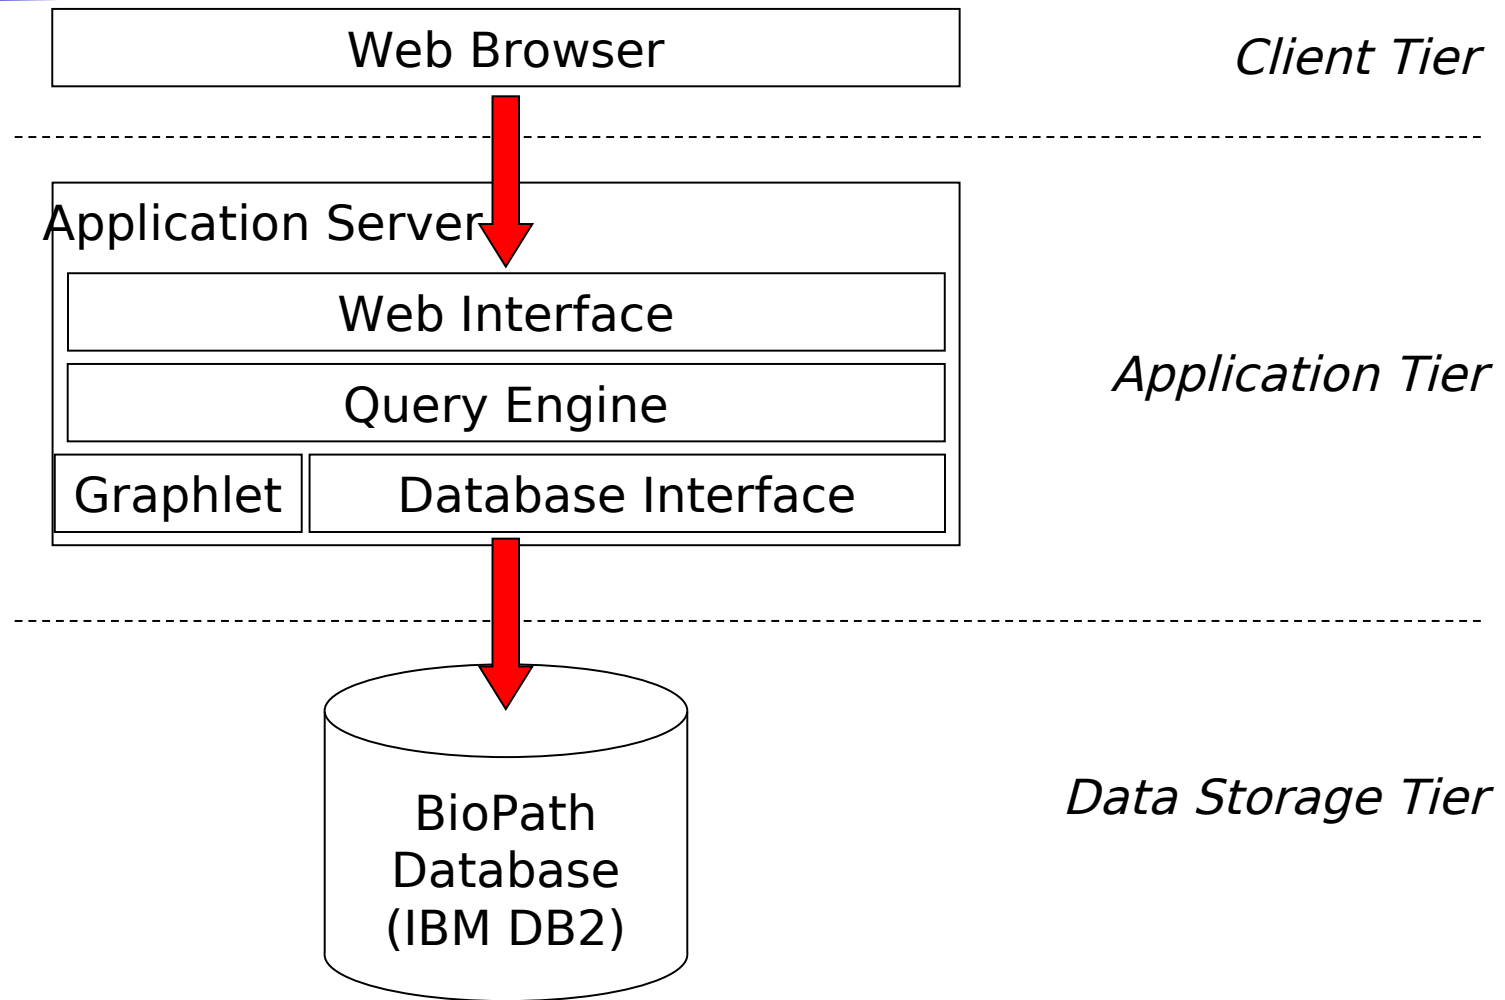 Web Browser
Client Tier
Application Server
Web Interface
Application Tier
Query Engine
Graphlet
Database Interface
BioPath
Database
(IBM DB2)
Data Storage Tier